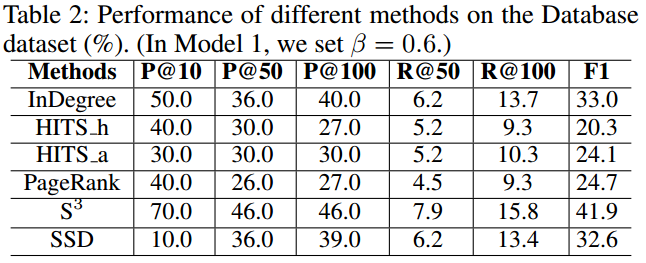 Table 2: Performance of different methods on the Database
dataset (%). (In Model 1, we set β = 0.6.)
Methods P@10 P@50 P@100 R@50 R@100 F1
InDegree 50.0 36.0 40.0 6.2 13.7 33.0
HITS_h 40.0 30.0 27.0 5.2 9.3 20.3
HITS_a 30.0 30.0 30.0 5.2 10.3 24.1
PageRank 40.0 26.0 27.0 4.5 9.3 24.7
S³ 70.0 46.0 46.0 7.9 15.8 41.9
SSD 10.0 36.0 39.0 6.2 13.4 32.6